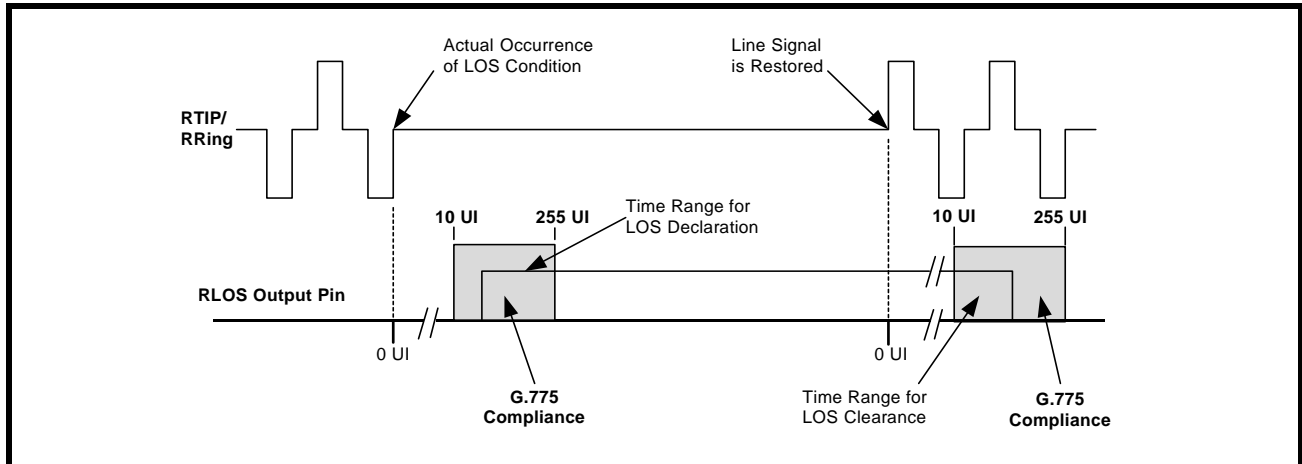 Actual Occurrence
of LOS Condition
Line Signal
is Restored
RTIP/
RRing
10 UI
255 UI
Time Range for
LOS Declaration
10 UI
255 UI
RLOS Output Pin
0 UI
0 UI
G.775
Compliance
Time Range for
LOS Clearance
G.775
Compliance